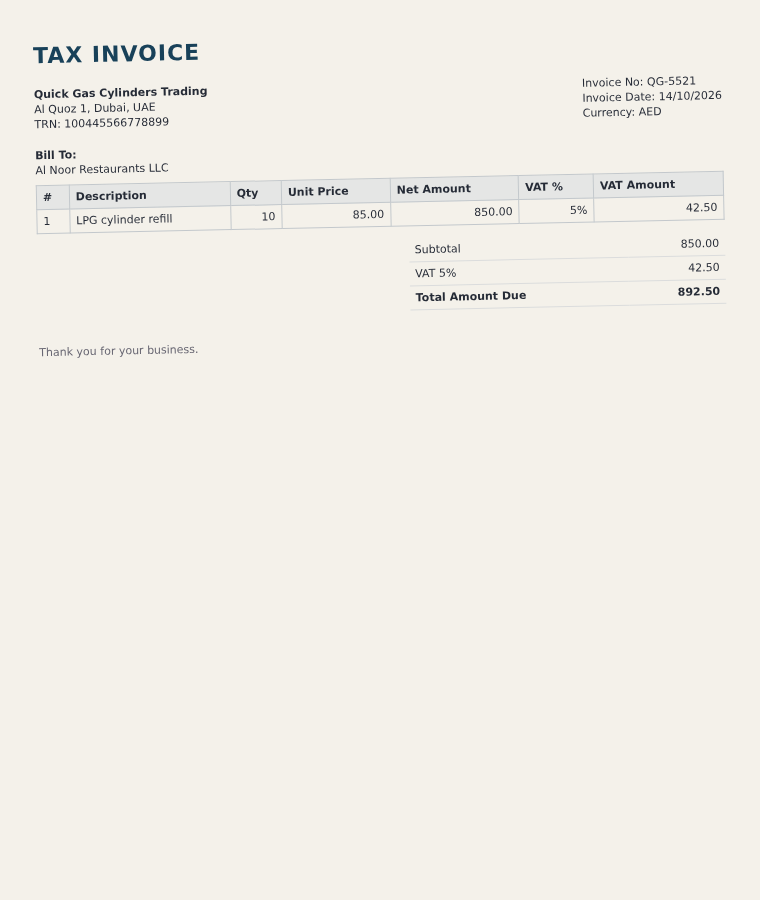 TAX INVOICE
Quick Gas Cylinders Trading
Al Quoz 1, Dubai, UAE
TRN: 100445566778899
Invoice No: QG-5521
Invoice Date: 14/10/2026
Currency: AED
Bill To:
Al Noor Restaurants LLC
# Description Qty Unit Price Net Amount VAT % VAT Amount
1 LPG cylinder refill 10 85.00 850.00 5% 42.50
Subtotal 850.00
VAT 5% 42.50
Total Amount Due 892.50
Thank you for your business.